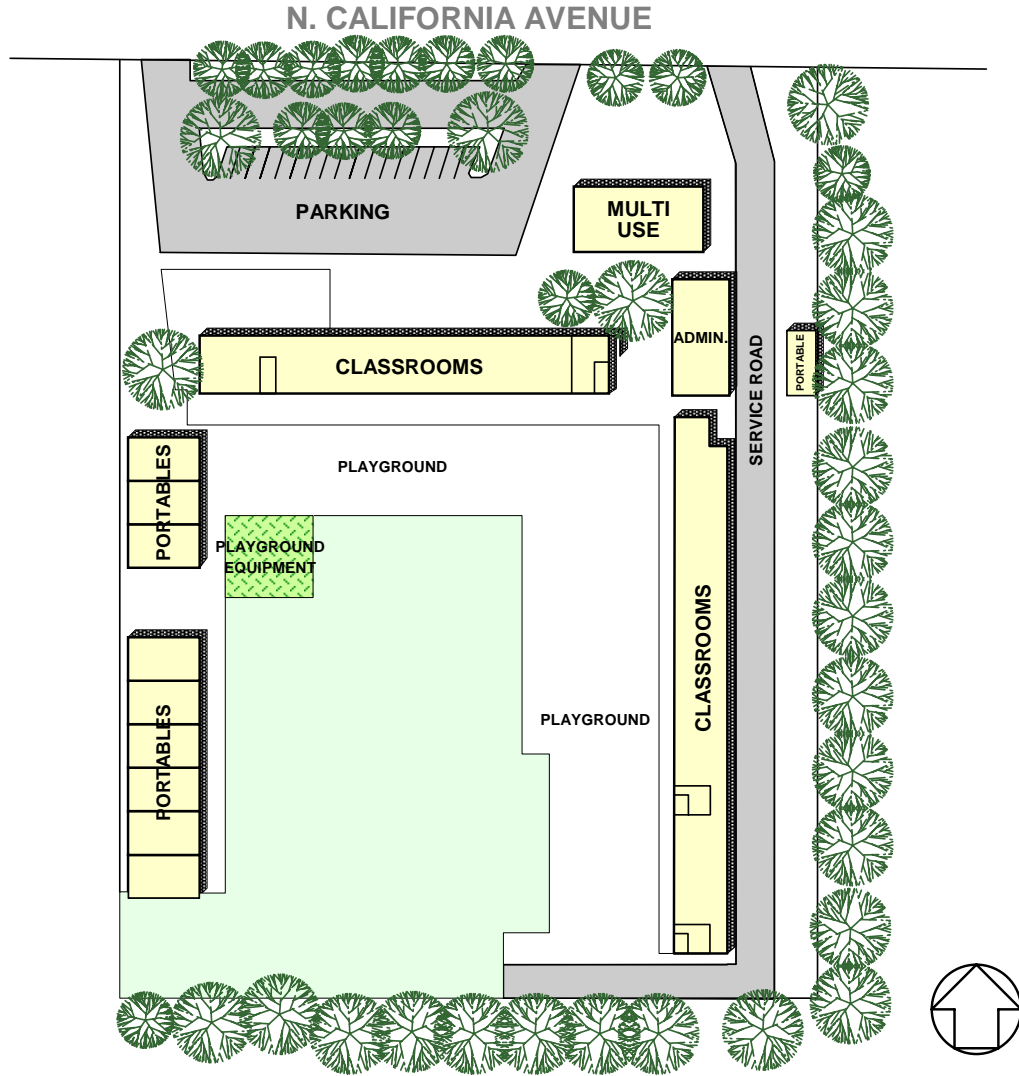 N. CALIFORNIA AVENUE
PARKING
MULTI
USE
ADMIN.
CLASSROOMS
PORTABLE
SERVICE ROAD
PLAYGROUND
PORTABLES
PLAYGROUND
EQUIPMENT
CLASSROOMS
PLAYGROUND
PORTABLES